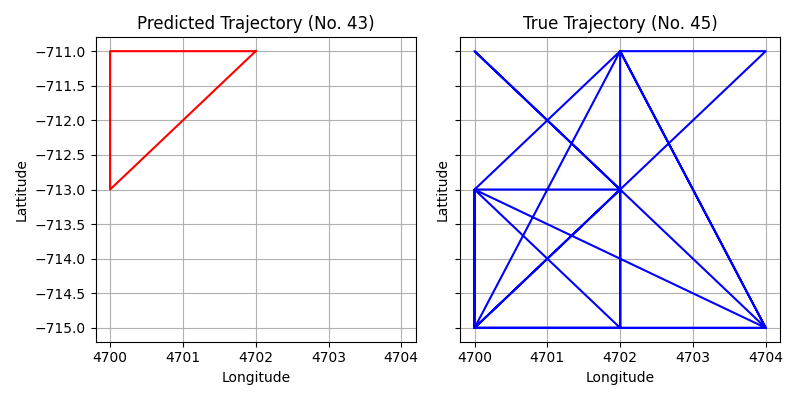 Predicted Trajectory (No. 43)
−711.0
−711.5
−712.0
−712.5
−713.0
−713.5
−714.0
−714.5
−715.0
Lattitude
4700 4701 4702 4703 4704
Longitude
True Trajectory (No. 45)
Lattitude
4700 4701 4702 4703 4704
Longitude